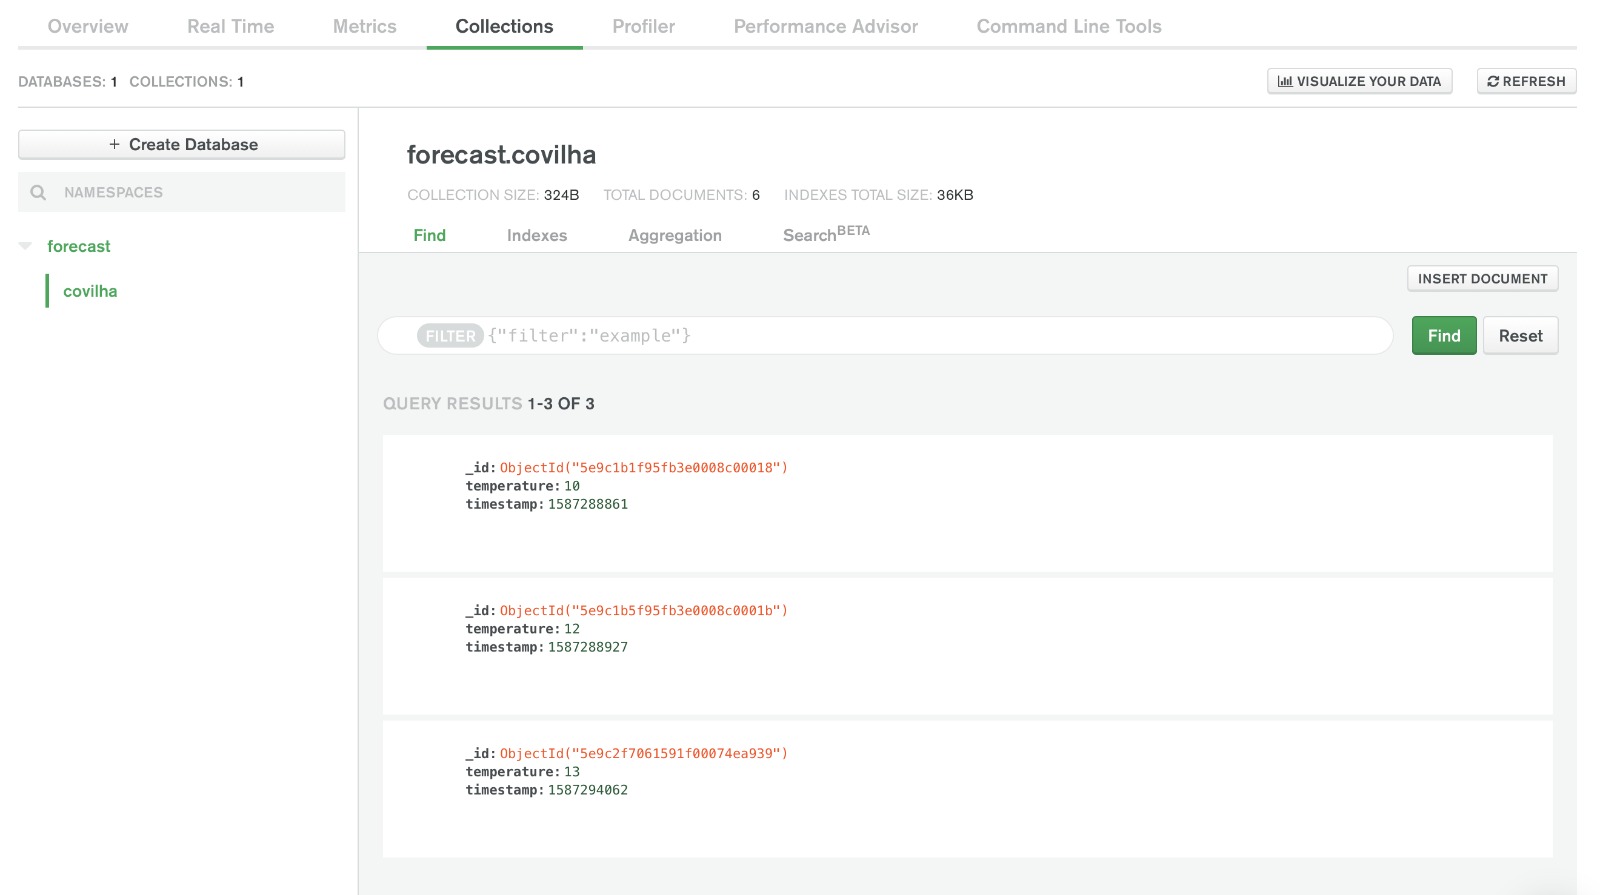 Overview Real Time Metrics Collections Profiler Performance Advisor Command Line Tools
DATABASES: 1 COLLECTIONS: 1 VISUALIZE YOUR DATA REFRESH
+ Create Database
NAMESPACES
forecast
covilha
forecast.covilha
COLLECTION SIZE: 324B TOTAL DOCUMENTS: 6 INDEXES TOTAL SIZE: 36KB
Find Indexes Aggregation SearchBETA
INSERT DOCUMENT
FILTER {"filter":"example"} Find Reset
QUERY RESULTS 1-3 OF 3
_id: ObjectId("5e9c1b1f95fb3e0008c00018")
temperature: 10
timestamp: 1587288861
_id: ObjectId("5e9c1b5f95fb3e0008c0001b")
temperature: 12
timestamp: 1587288927
_id: ObjectId("5e9c2f7061591f00074ea939")
temperature: 13
timestamp: 1587294062